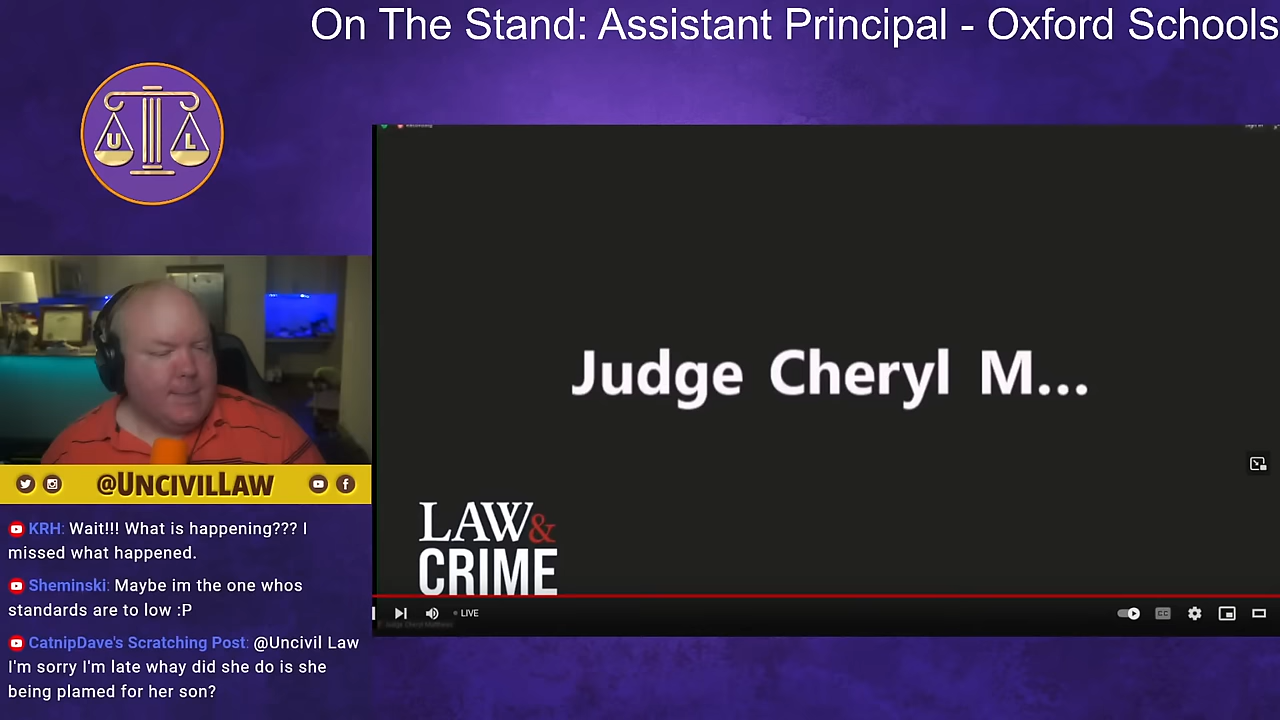 On The Stand: Assistant Principal - Oxford Schools
U L
Judge Cheryl M...
LAW&
CRIME
LIVE
CC
@UNCIVILLAW
KRH: Wait!!! What is happening??? I
missed what happened.
Sheminski: Maybe im the one whos
standards are to low :P
CatnipDave's Scratching Post: @Uncivil Law
I'm sorry I'm late whay did she do is she
being plamed for her son?